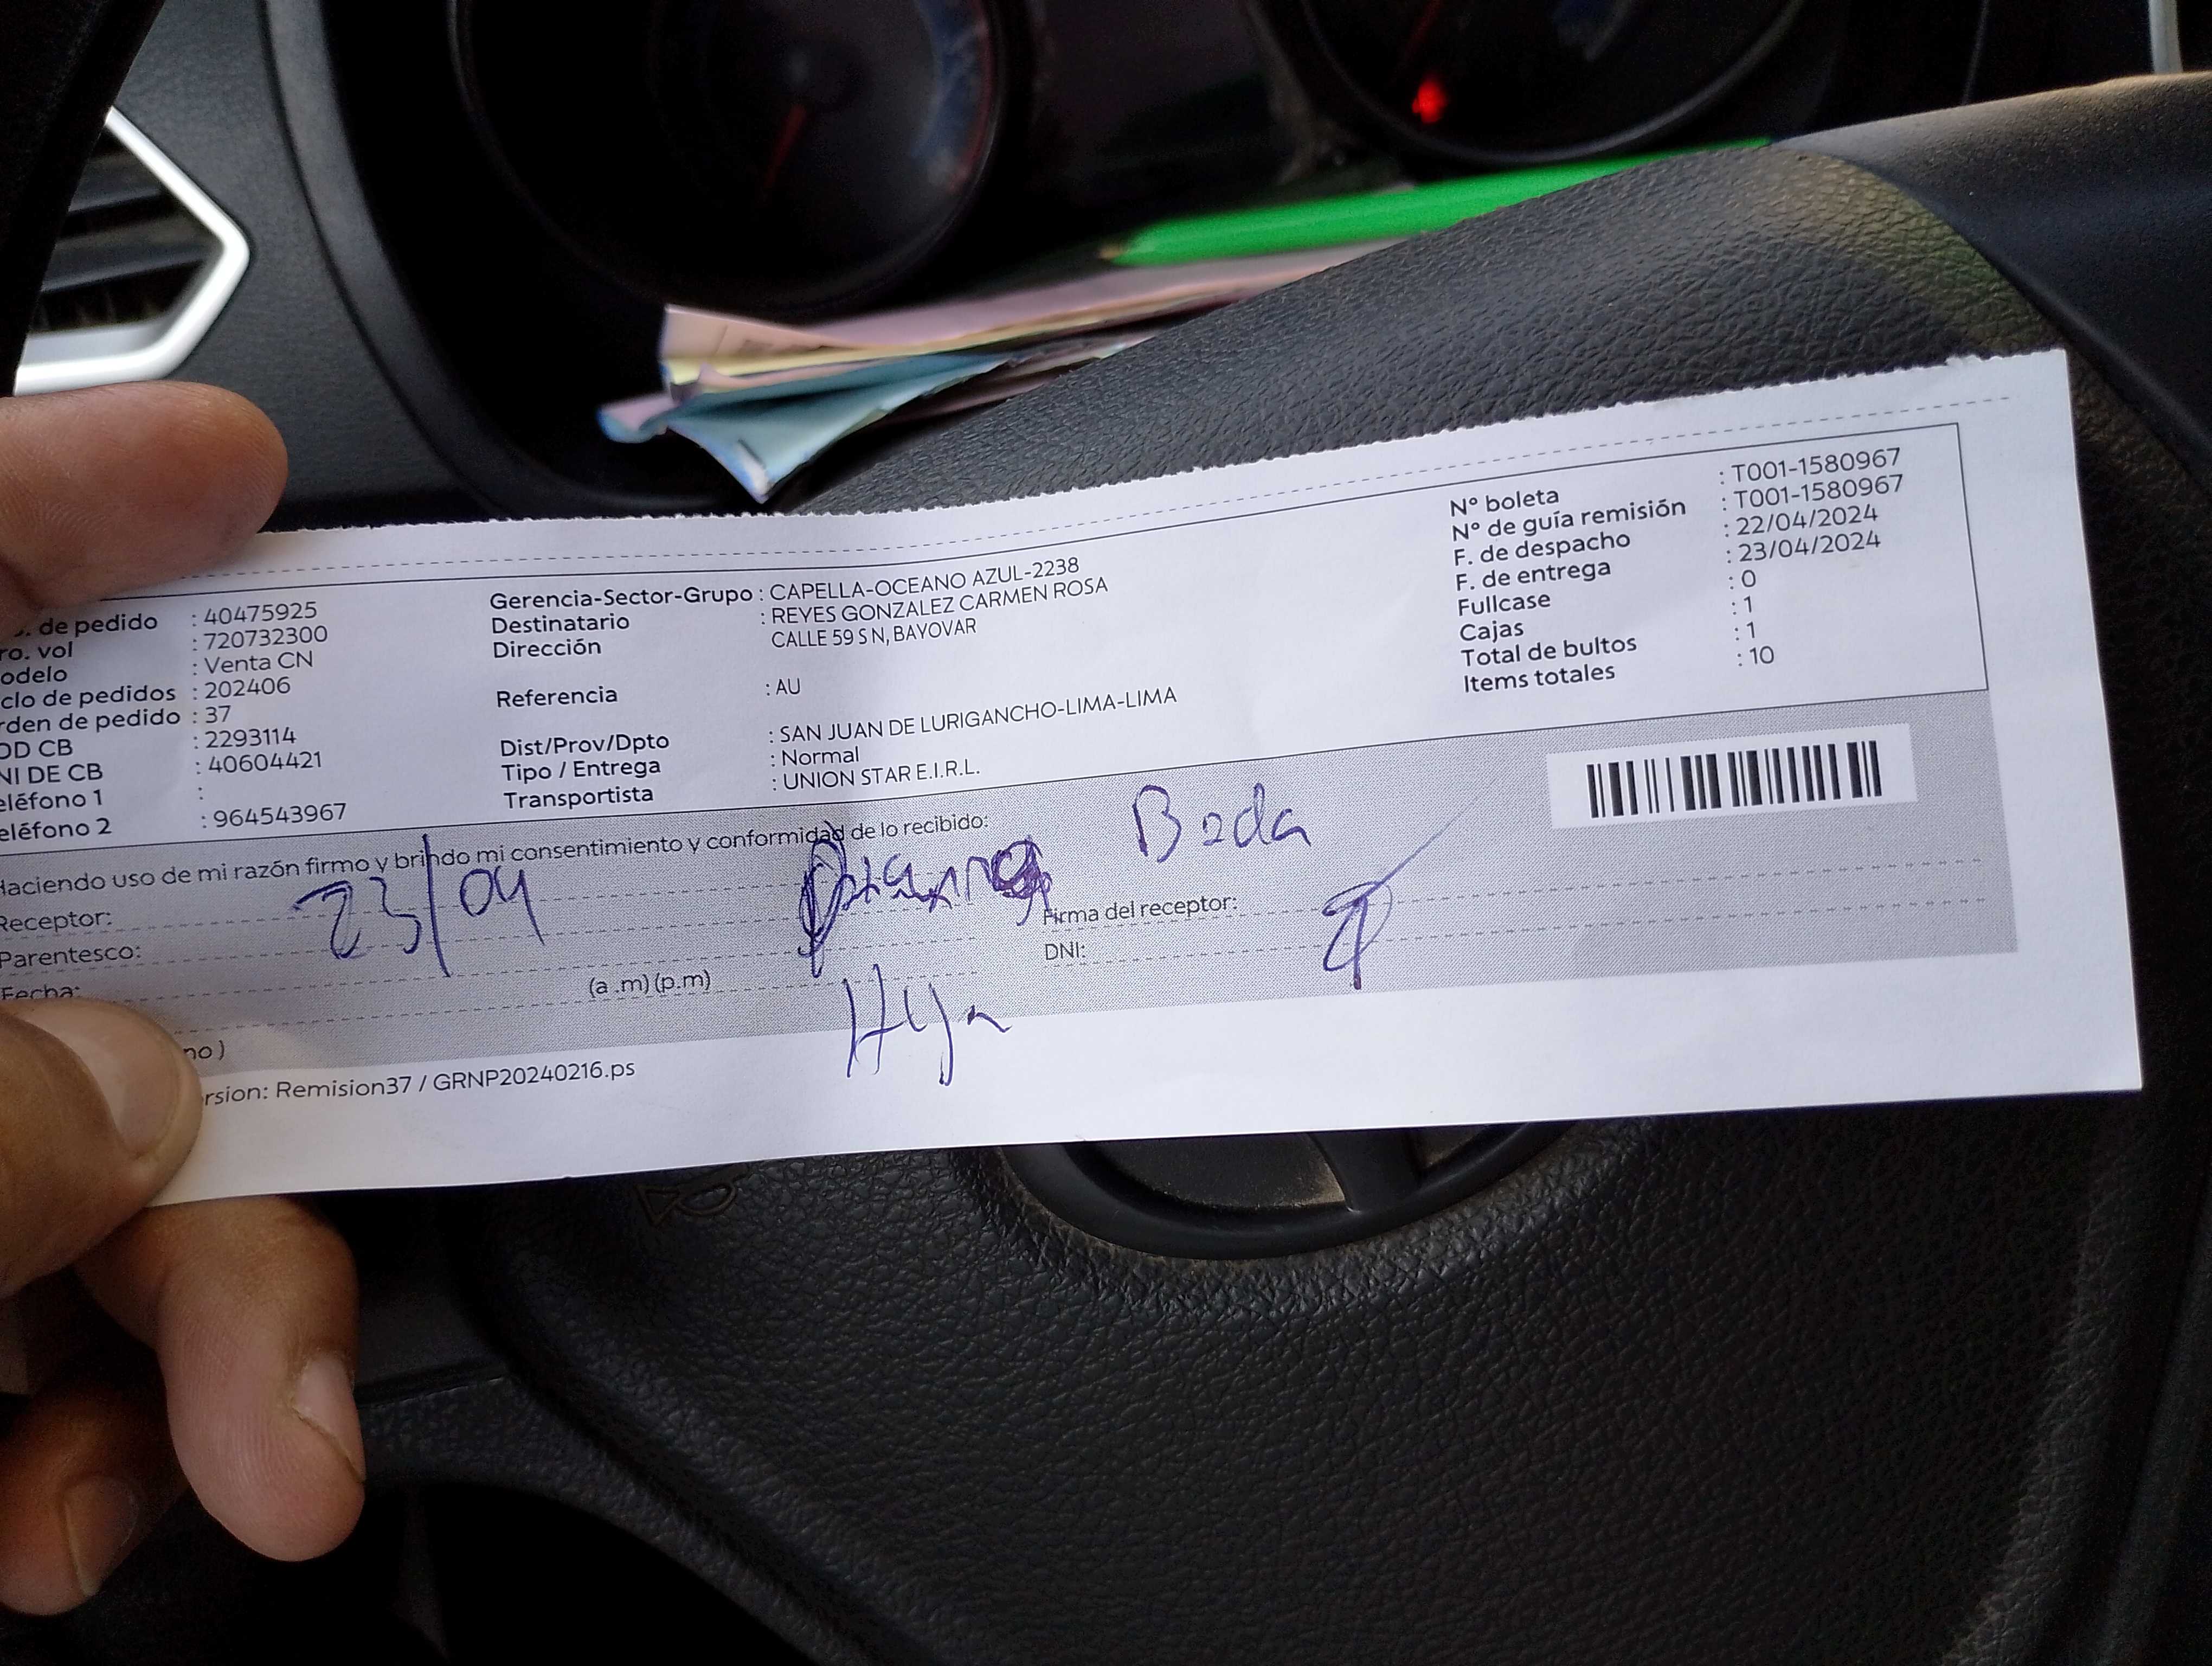 de pedido : 40475925
ro. vol : 720732300
odelo : Venta CN
clo de pedidos : 202406
rden de pedido : 37
OD CB : 2293114
NI DE CB : 40604421
eléfono 1 :
eléfono 2 : 964543967
Gerencia-Sector-Grupo : CAPELLA-OCEANO AZUL-2238
Destinatario : REYES GONZALEZ CARMEN ROSA
Dirección CALLE 59 S N, BAYOVAR
Referencia : AU
Dist/Prov/Dpto : SAN JUAN DE LURIGANCHO-LIMA-LIMA
Tipo / Entrega : Normal
Transportista : UNION STAR E.I.R.L.
N° boleta : T001-1580967
N° de guía remisión : T001-1580967
F. de despacho : 22/04/2024
F. de entrega : 23/04/2024
Fullcase : 0
Cajas : 1
Total de bultos : 1
Items totales : 10
Haciendo uso de mi razón firmo y brindo mi consentimiento y conformidad de lo recibido:
Receptor:
23/04
Parentesco:
Fecha:
(a .m) (p.m)
Firma del receptor:
DNI:
no )
rsion: Remision37 / GRNP20240216.ps